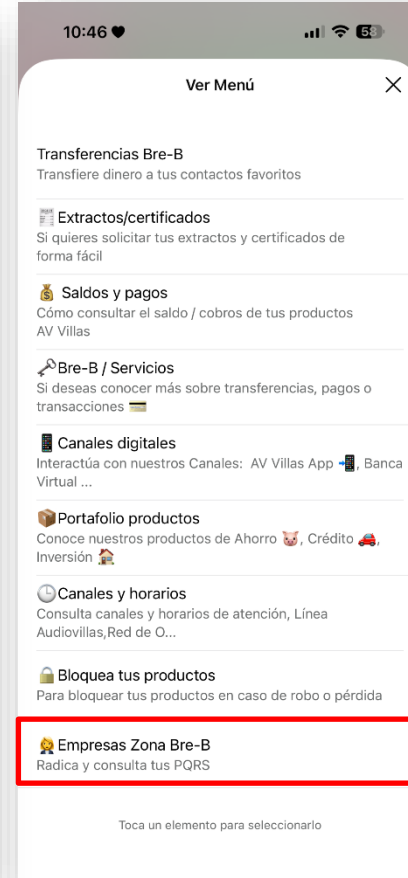 10:46
53
Ver Menú
Transferencias Bre-B
Transfiere dinero a tus contactos favoritos
Extractos/certificados
Si quieres solicitar tus extractos y certificados de
forma fácil
Saldos y pagos
Cómo consultar el saldo / cobros de tus productos
AV Villas
Bre-B / Servicios
Si deseas conocer más sobre transferencias, pagos o
transacciones
Canales digitales
Interactúa con nuestros Canales: AV Villas App , Banca
Virtual ...
Portafolio productos
Conoce nuestros productos de Ahorro , Crédito ,
Inversión
Canales y horarios
Consulta canales y horarios de atención, Línea
Audiovillas,Red de O...
Bloquea tus productos
Para bloquear tus productos en caso de robo o pérdida
Empresas Zona Bre-B
Radica y consulta tus PQRS
Toca un elemento para seleccionarlo